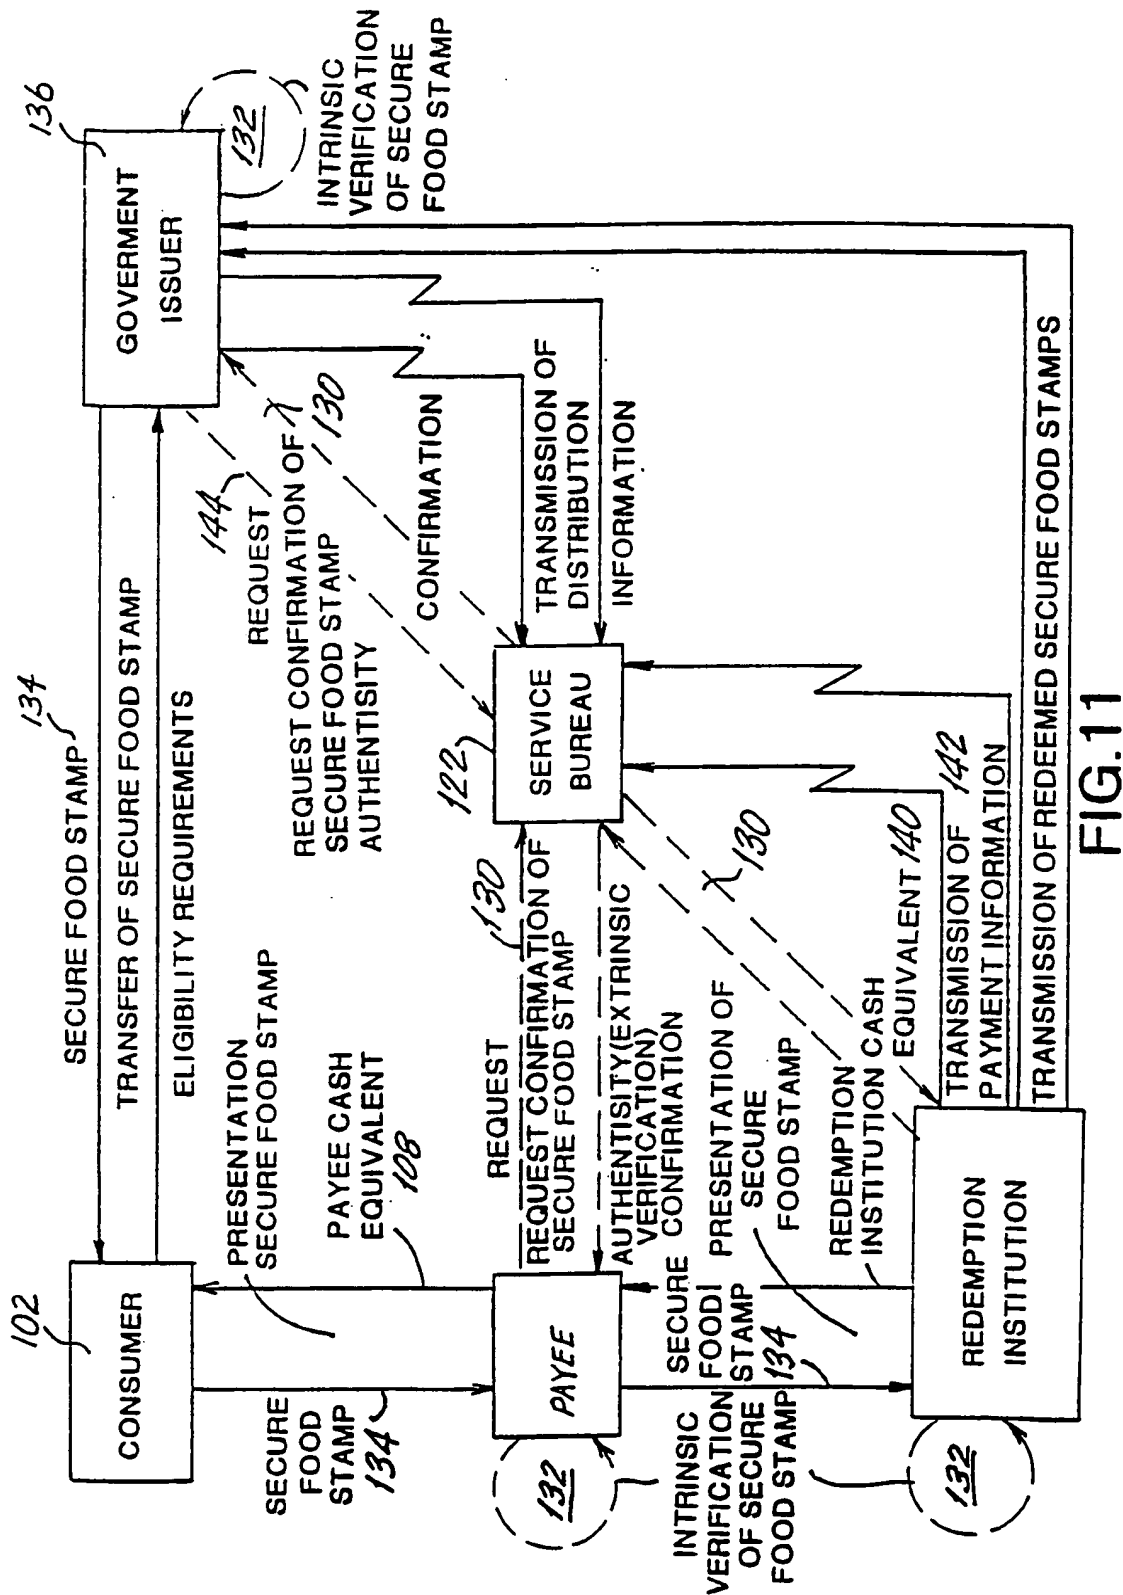 102
CONSUMER
SECURE FOOD STAMP 134
TRANSFER OF SECURE FOOD STAMP
ELIGIBILITY REQUIREMENTS
136
GOVERMENT
ISSUER
132
INTRINSIC
VERIFICATION
OF SECURE
FOOD STAMP
SECURE
FOOD
STAMP
134
PRESENTATION
SECURE FOOD STAMP
PAYEE CASH
EQUIVALENT
108
144
REQUEST
REQUEST CONFIRMATION OF
SECURE FOOD STAMP
AUTHENTISITY
130
CONFIRMATION
TRANSMISSION OF
DISTRIBUTION
INFORMATION
PAYEE
132
REQUEST
130
REQUEST CONFIRMATION OF
SECURE FOOD STAMP
AUTHENTISITY(EXTRINSIC
VERIFICATION)
CONFIRMATION
122
SERVICE
BUREAU
130
INTRINSIC
VERIFICATION
OF SECURE
FOOD STAMP
SECURE
FOODI
STAMP
134
PRESENTATION OF
SECURE
FOOD STAMP
REDEMPTION
INSTITUTION CASH
EQUIVALENT 140
132
REDEMPTION
INSTITUTION
TRANSMISSION OF 142
PAYMENT INFORMATION
TRANSMISSION OF REDEEMED SECURE FOOD STAMPS
FIG.11